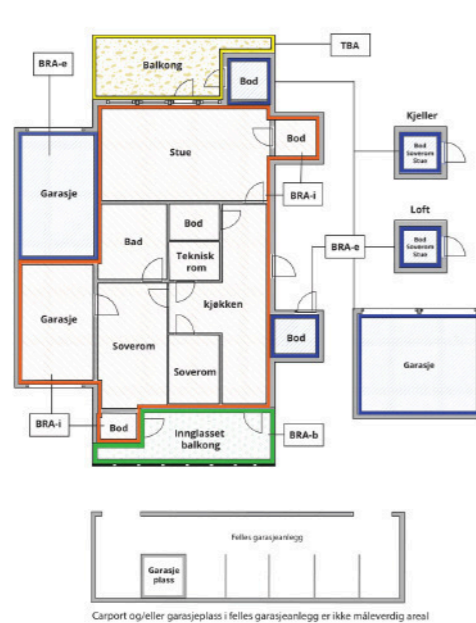 TBA
Balkong
BRA-e
Bod
Kjeller
Bod
Soverom
Stue
Bod
Stue
Garasje
BRA-i
Loft
Bod
Bad
Teknisk
rom
BRA-e
Bod
Soverom
Stue
kjøkken
Garasje
Soverom
Bod
Garasje
Soverom
BRA-i
Bod
Innglasset
balkong
BRA-b
Felles garasjeanlegg
Garasje
plass
Carport og/eller garasjeplass i felles garasjeanlegg er ikke måleverdig areal